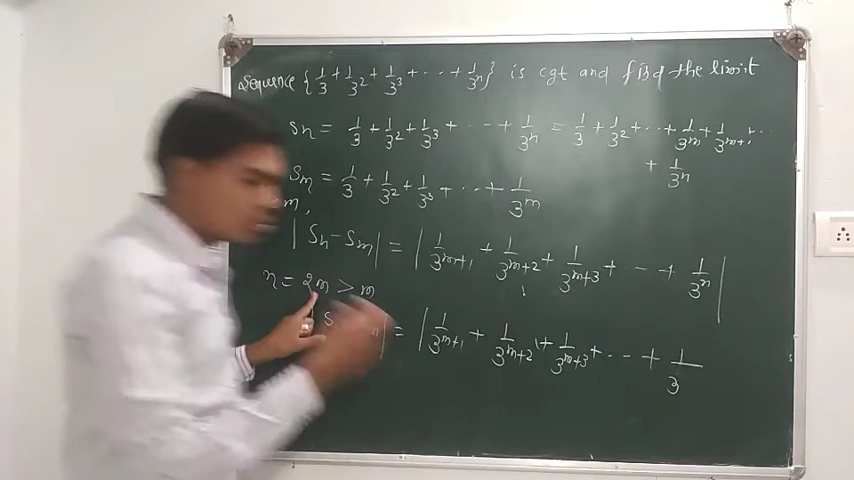 Sequence {1/3 + 1/3² + 1/3³ + ... + 1/3ⁿ} is cgt and find the limit
Sn = 1/3 + 1/3² + 1/3³ + ... + 1/3ⁿ = 1/3 + 1/3² + ... + 1/3ᵐ + 1/3ᵐ⁺¹ + ...
+ 1/3ⁿ
Sm = 1/3 + 1/3² + 1/3³ + ... + 1/3ᵐ
m,
|Sn - Sm| = |1/3ᵐ⁺¹ + 1/3ᵐ⁺² + 1/3ᵐ⁺³ + ... + 1/3ⁿ|
n = 2m > m
S | = |1/3ᵐ⁺¹ + 1/3ᵐ⁺² + 1/3ᵐ⁺³ + ... + 1/3